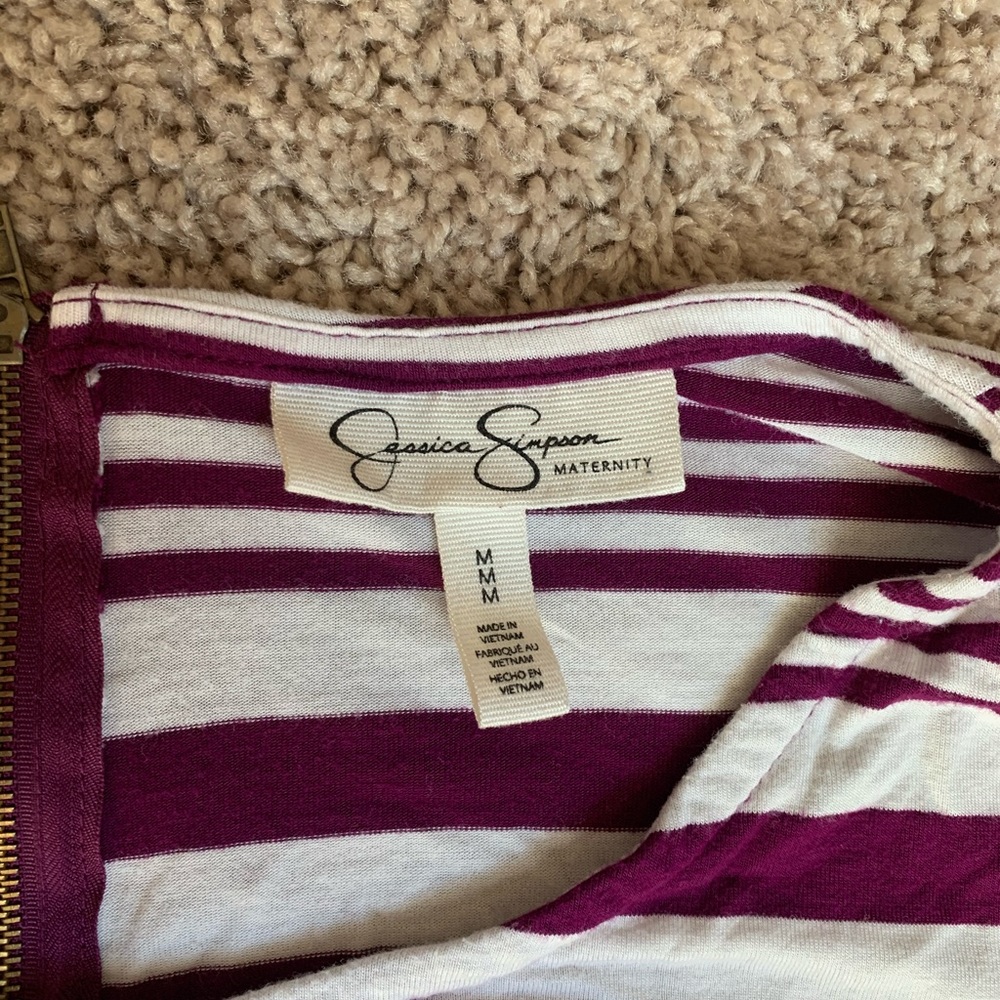 Jessica Simpson
MATERNITY
M
M
M
MADE IN
VIETNAM
FABRIQUÉ AU
VIETNAM
HECHO EN
VIETNAM